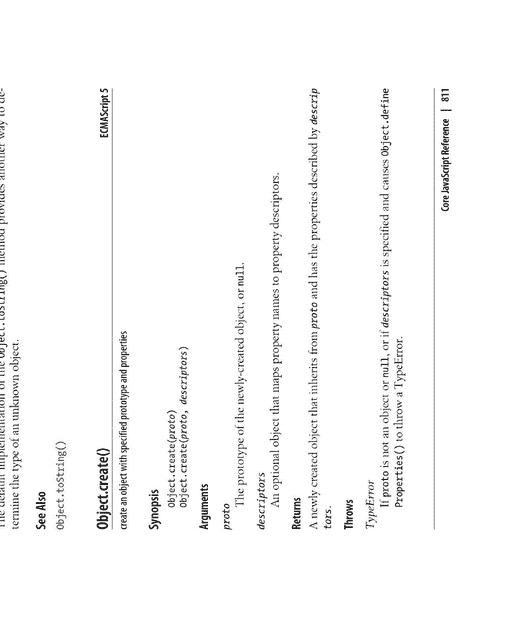 The default implementation of the Object.toString() method provides another way to de-
termine the type of an unknown object.
See Also
Object.toString()
Object.create() ECMAScript 5
create an object with specified prototype and properties
Synopsis
Object.create(proto)
Object.create(proto, descriptors)
Arguments
proto
The prototype of the newly-created object, or null.
descriptors
An optional object that maps property names to property descriptors.
Returns
A newly created object that inherits from proto and has the properties described by descrip
tors.
Throws
TypeError
If proto is not an object or null, or if descriptors is specified and causes Object.define
Properties() to throw a TypeError.
Core JavaScript Reference | 811